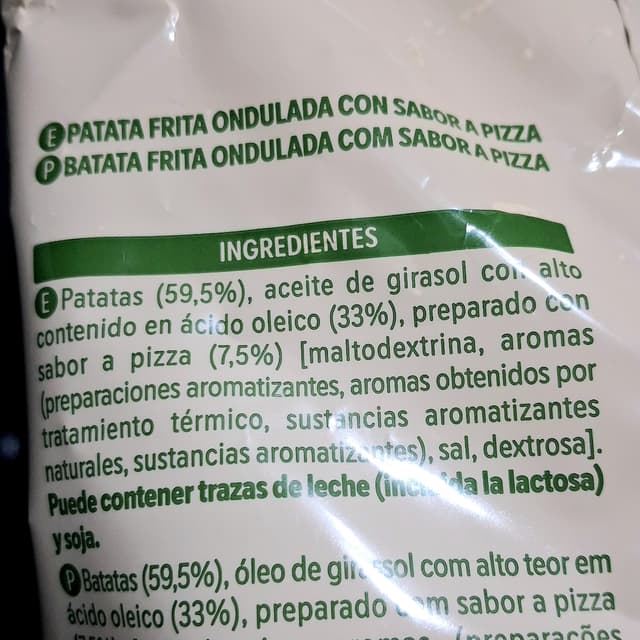 E PATATA FRITA ONDULADA CON SABOR A PIZZA
P BATATA FRITA ONDULADA COM SABOR A PIZZA
INGREDIENTES
E Patatas (59,5%), aceite de girasol con alto
contenido en ácido oleico (33%), preparado con
sabor a pizza (7,5%) [maltodextrina, aromas
(preparaciones aromatizantes, aromas obtenidos por
tratamiento térmico, sustancias aromatizantes
naturales, sustancias aromatizantes), sal, dextrosa].
Puede contener trazas de leche (incluida la lactosa)
y soja.
P Batatas (59,5%), óleo de girassol com alto teor em
ácido oleico (33%), preparado com sabor a pizza
(preparações